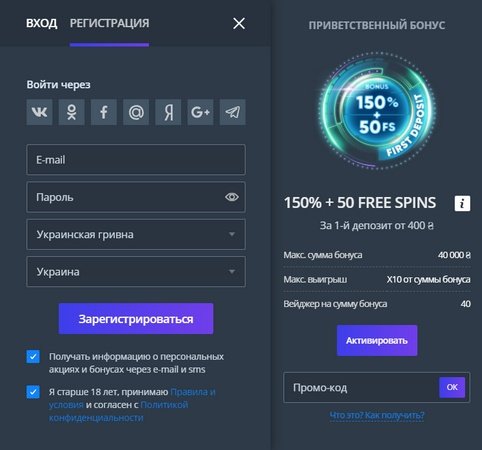 ВХОД РЕГИСТРАЦИЯ
Войти через
E-mail
Пароль
Украинская гривна
Украина
Зарегистрироваться
Получать информацию о персональных
акциях и бонусах через e-mail и sms
Я старше 18 лет, принимаю Правила и
условия и согласен с Политикой
конфиденциальности
ПРИВЕТСТВЕННЫЙ БОНУС
BONUS
150%
+
50 FS
FIRST DEPOSIT
150% + 50 FREE SPINS i
За 1-й депозит от 400 ₴
Макс. сумма бонуса 40 000 ₴
Макс. выигрыш X10 от суммы бонуса
Вейджер на сумму бонуса 40
Активировать
Промо-код OK
Что это? Как получить?